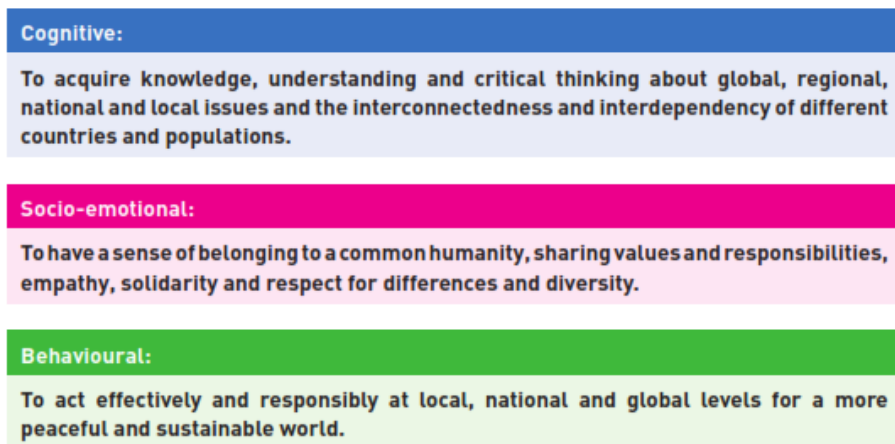 Cognitive:
To acquire knowledge, understanding and critical thinking about global, regional,
national and local issues and the interconnectedness and interdependency of different
countries and populations.
Socio-emotional:
To have a sense of belonging to a common humanity, sharing values and responsibilities,
empathy, solidarity and respect for differences and diversity.
Behavioural:
To act effectively and responsibly at local, national and global levels for a more
peaceful and sustainable world.